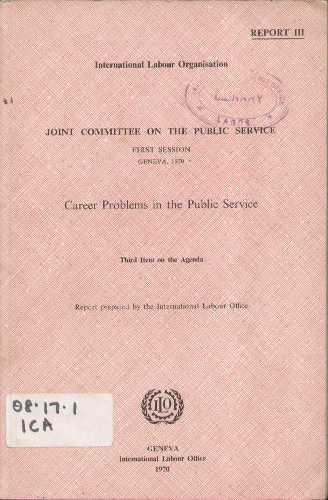 REPORT III
International Labour Organisation
LIBRARY
JOINT COMMITTEE ON THE PUBLIC SERVICE
FIRST SESSION
GENEVA, 1970
Career Problems in the Public Service
Third Item on the Agenda
Report prepared by the International Labour Office
08.17.1
ICA
ILO
GENEVA
International Labour Office
1970